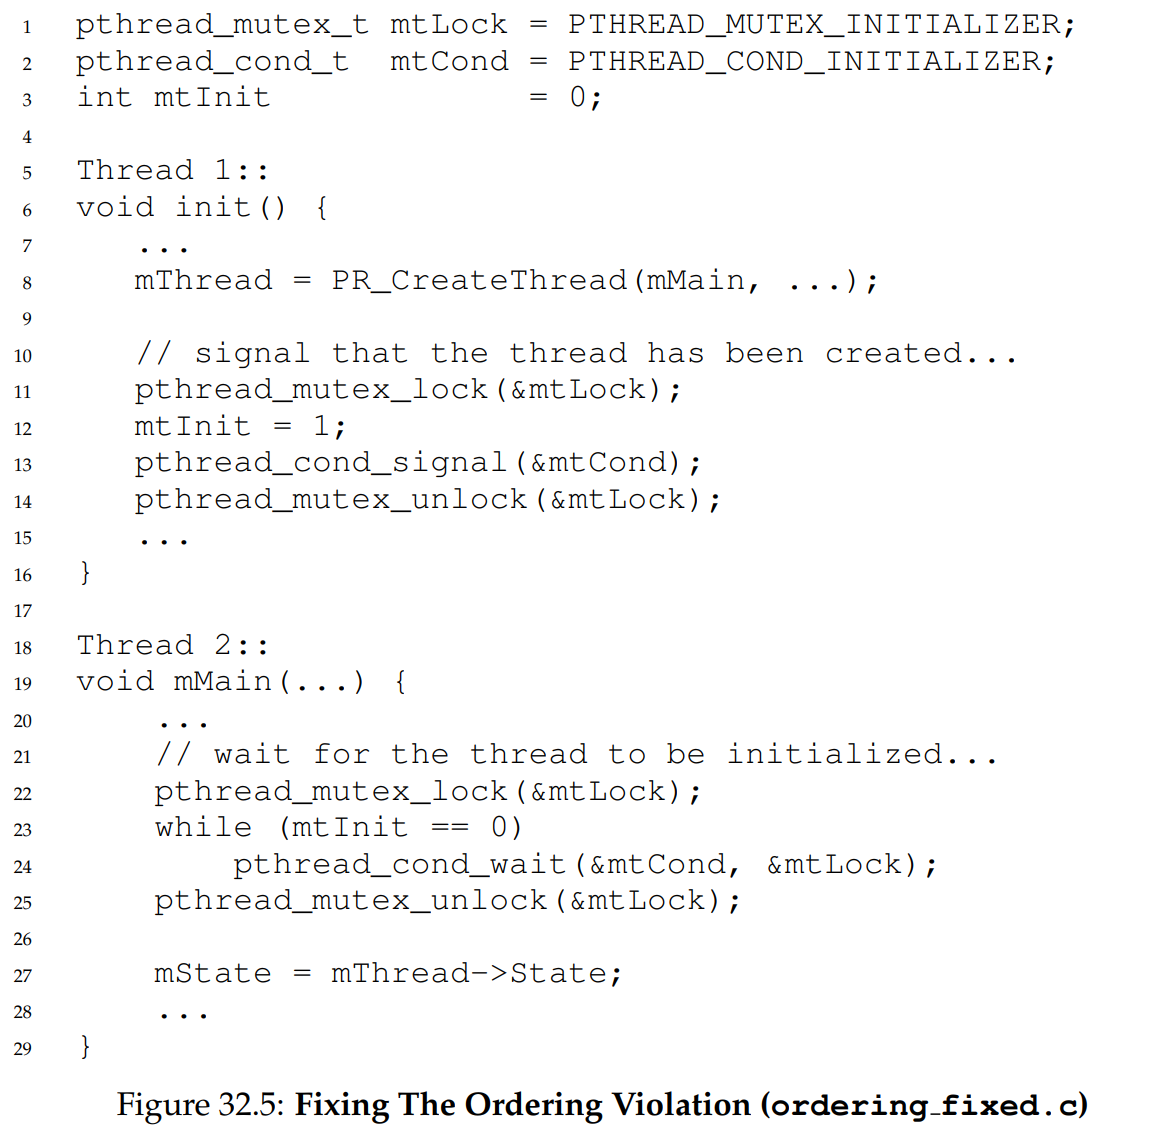 1 pthread_mutex_t mtLock = PTHREAD_MUTEX_INITIALIZER;
2 pthread_cond_t  mtCond = PTHREAD_COND_INITIALIZER;
3 int mtInit             = 0;
4
5 Thread 1::
6 void init() {
7    ...
8    mThread = PR_CreateThread(mMain, ...);
9
10    // signal that the thread has been created...
11    pthread_mutex_lock(&mtLock);
12    mtInit = 1;
13    pthread_cond_signal(&mtCond);
14    pthread_mutex_unlock(&mtLock);
15    ...
16 }
17
18 Thread 2::
19 void mMain(...) {
20     ...
21     // wait for the thread to be initialized...
22     pthread_mutex_lock(&mtLock);
23     while (mtInit == 0)
24         pthread_cond_wait(&mtCond, &mtLock);
25     pthread_mutex_unlock(&mtLock);
26
27     mState = mThread->State;
28     ...
29 }
Figure 32.5: Fixing The Ordering Violation (ordering_fixed.c)